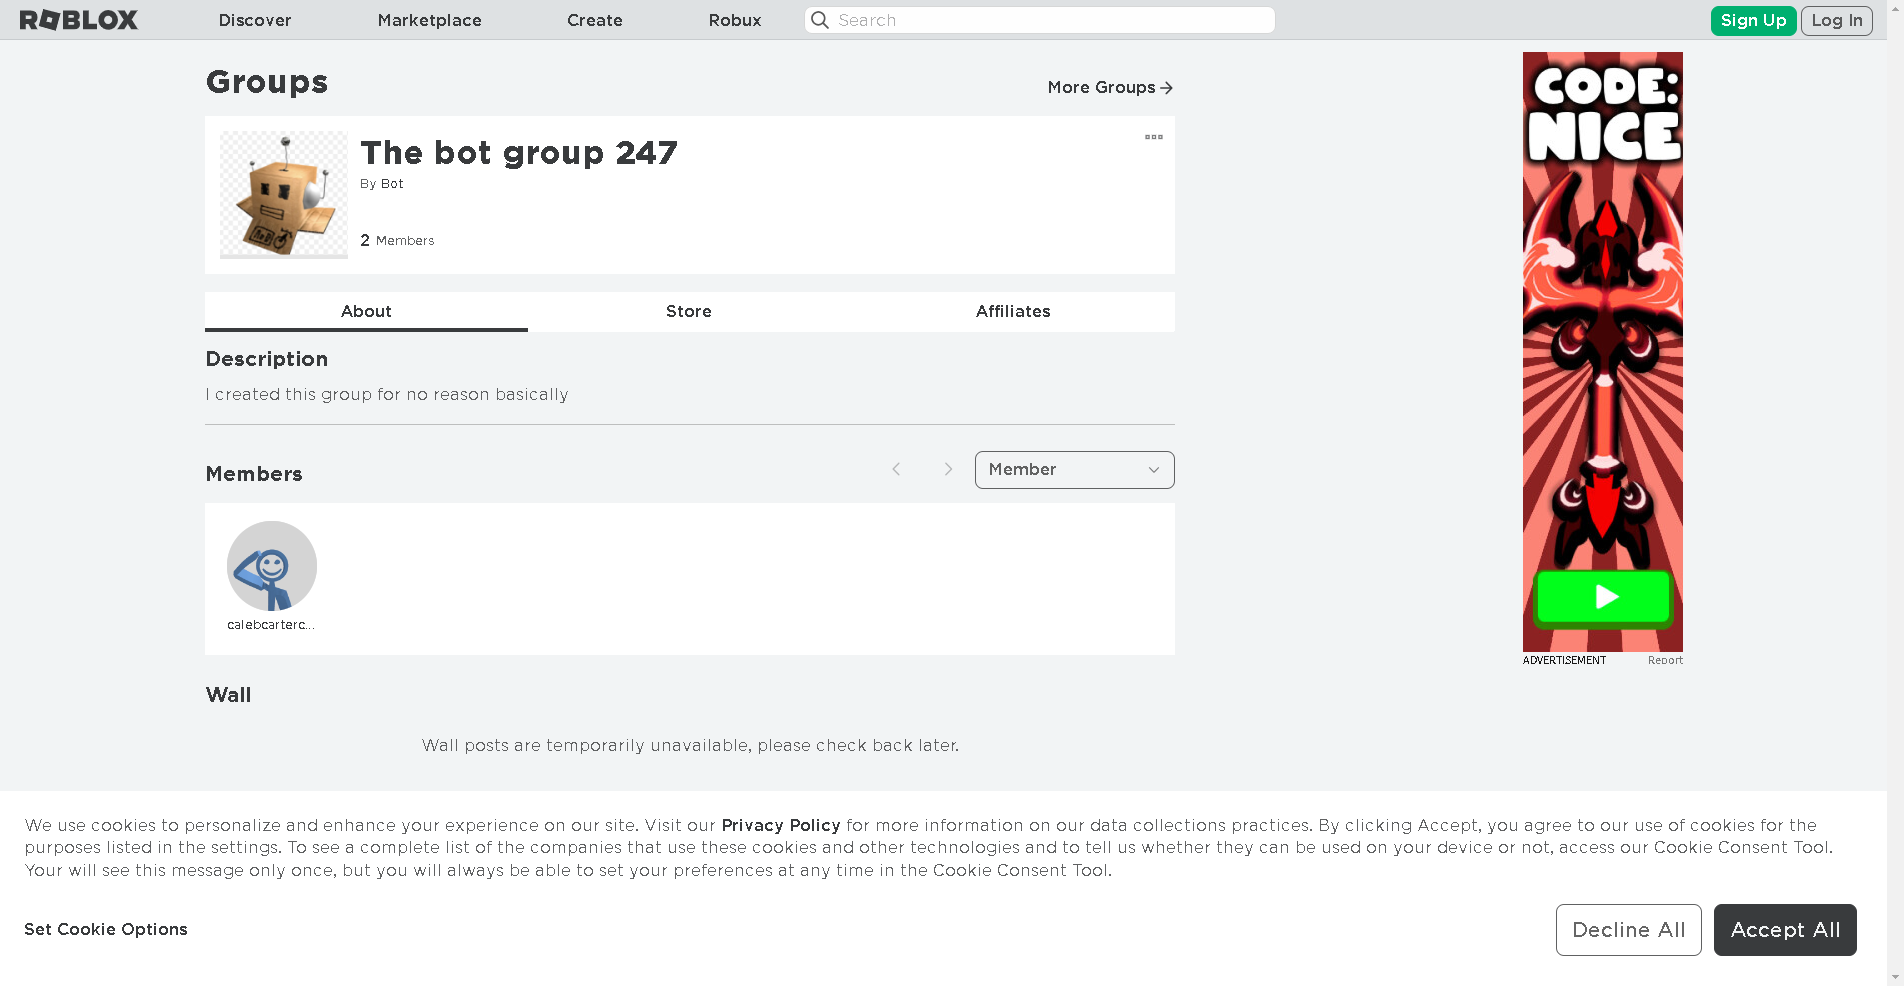 ROBLOX
Discover
Marketplace
Create
Robux
Search
Sign Up
Log In
Groups
More Groups
The bot group 247
By Bot
2 Members
About
Store
Affiliates
Description
I created this group for no reason basically
Members
Member
calebcarterc...
Wall
Wall posts are temporarily unavailable, please check back later.
CODE:
NICE
ADVERTISEMENT
Report
We use cookies to personalize and enhance your experience on our site. Visit our Privacy Policy for more information on our data collections practices. By clicking Accept, you agree to our use of cookies for the
purposes listed in the settings. To see a complete list of the companies that use these cookies and other technologies and to tell us whether they can be used on your device or not, access our Cookie Consent Tool.
Your will see this message only once, but you will always be able to set your preferences at any time in the Cookie Consent Tool.
Set Cookie Options
Decline All
Accept All